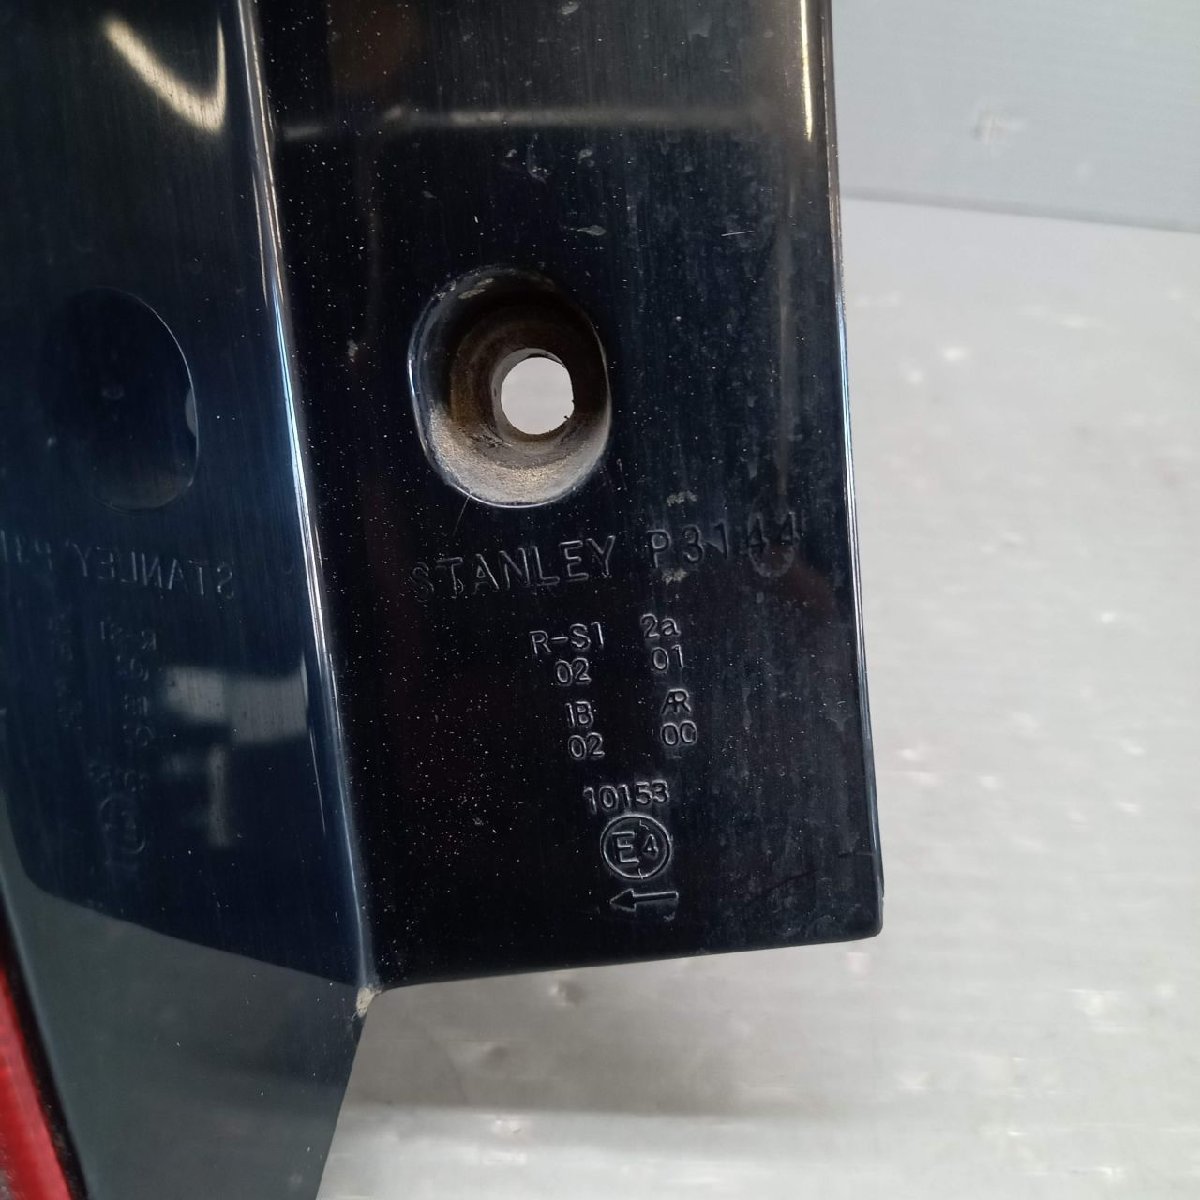 STANLEY P3144
R-S1 2a
02 01
IB AR
02 00
10153
E4